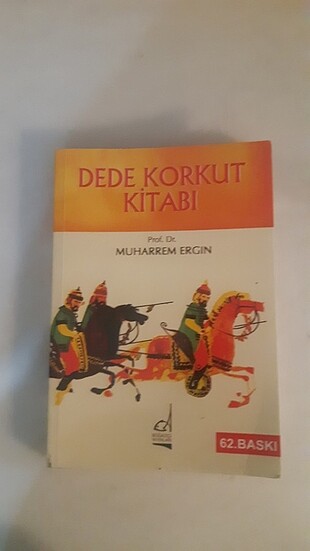 DEDE KORKUT
KİTABI
Prof. Dr.
MUHARREM ERGİN
62.BASKI